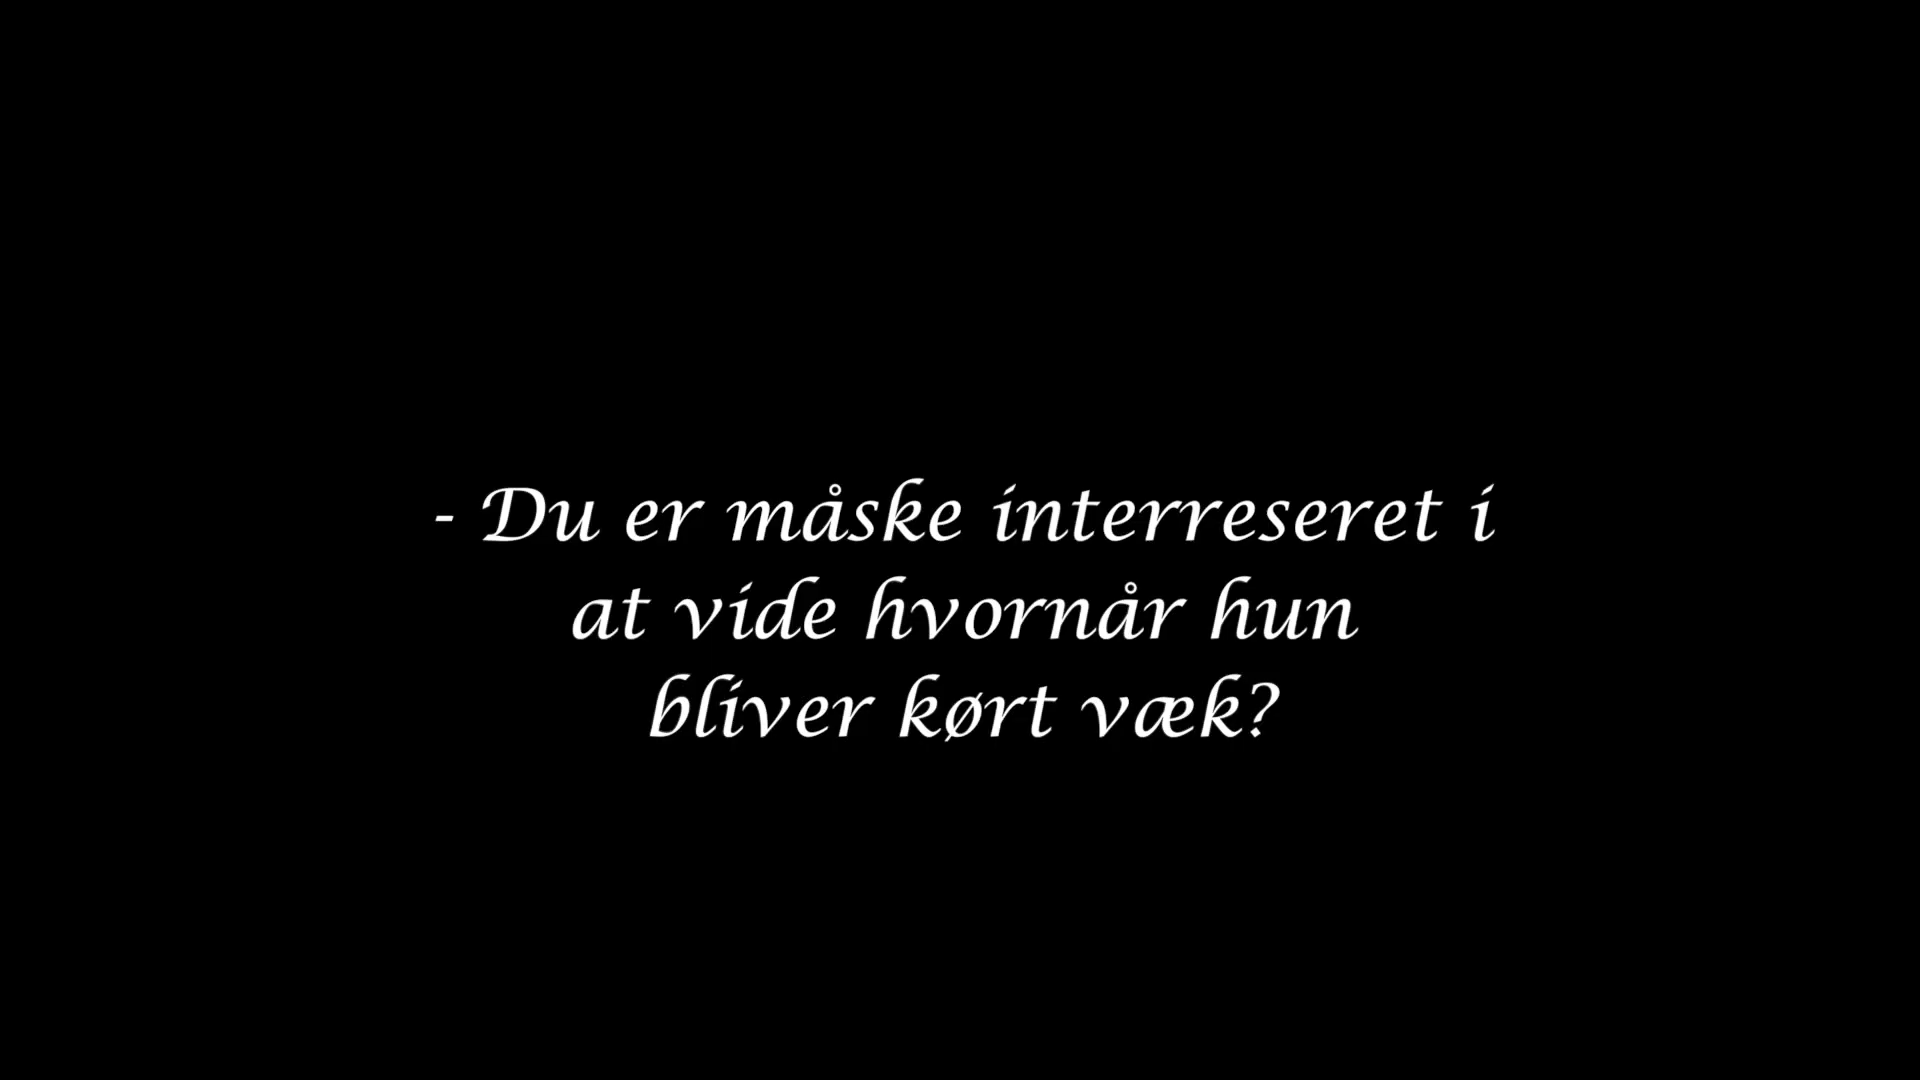 - Du er måske interreseret i
at vide hvornår hun
bliver kørt væk?